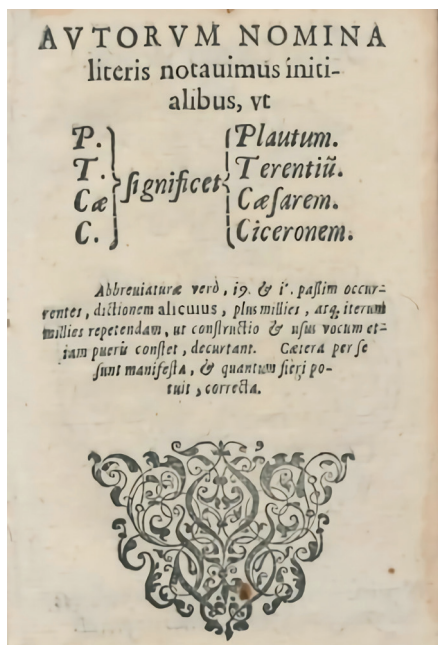 AVTORVM NOMINA
literis notauimus initi-
alibus, vt
P. } { Plautum.
T. } significet { Terentiũ.
Cæ } { Cæsarem.
C. } { Ciceronem.
Abbreuiaturæ verò, i9. & i'. passim occur-
rentes, dictionem alicuius, plus millies, atq, iterum
millies repetendam, ut constructio & usus vocum et-
iam pueris constet, decurtant. Cætera per se
sunt manifesta, & quantum fieri po-
tuit, correcta.